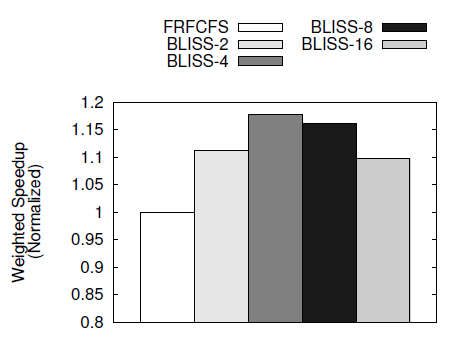 FRFCFS
BLISS-2
BLISS-4
BLISS-8
BLISS-16
Weighted Speedup
(Normalized)
1.2
1.15
1.1
1.05
1
0.95
0.9
0.85
0.8